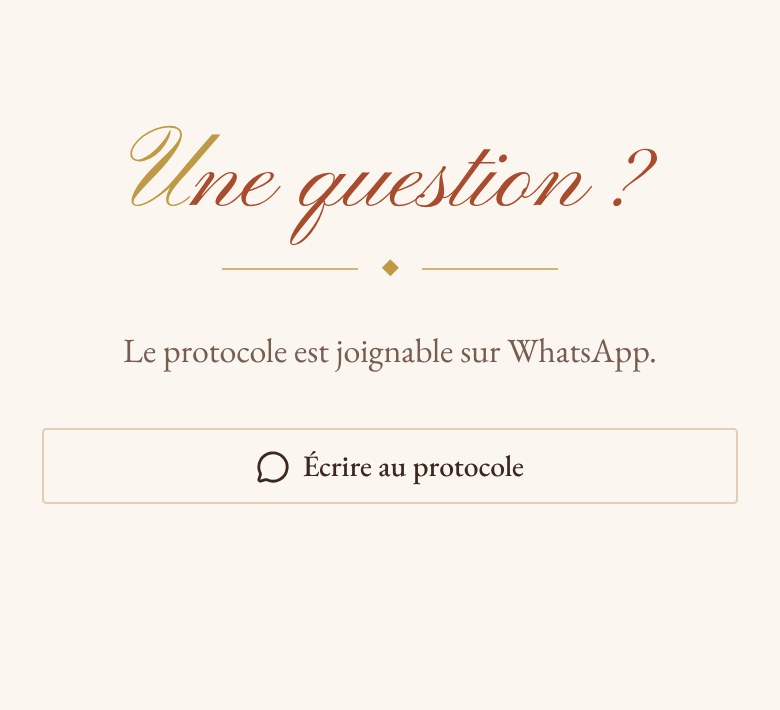 Une question ?
Le protocole est joignable sur WhatsApp.
Écrire au protocole